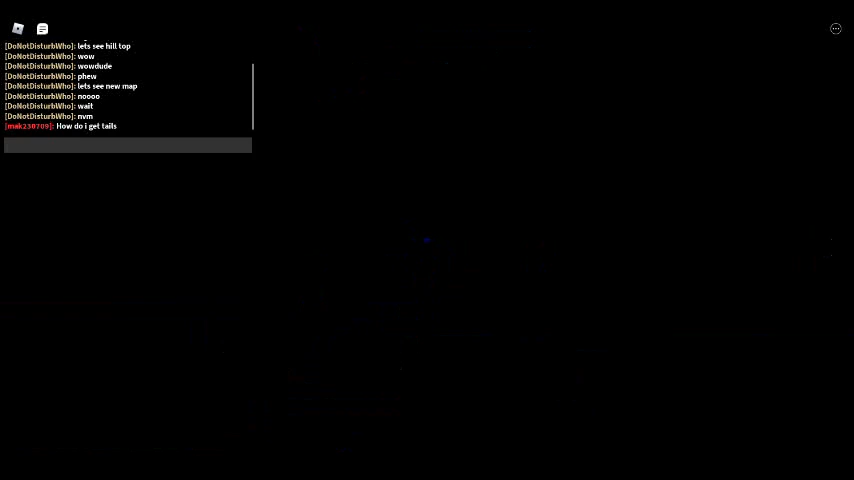 [DoNotDisturbWho]: lets see hill top
[DoNotDisturbWho]: wow
[DoNotDisturbWho]: wowdude
[DoNotDisturbWho]: phew
[DoNotDisturbWho]: lets see new map
[DoNotDisturbWho]: noooo
[DoNotDisturbWho]: wait
[DoNotDisturbWho]: nvm
[mak230709]: How do i get tails